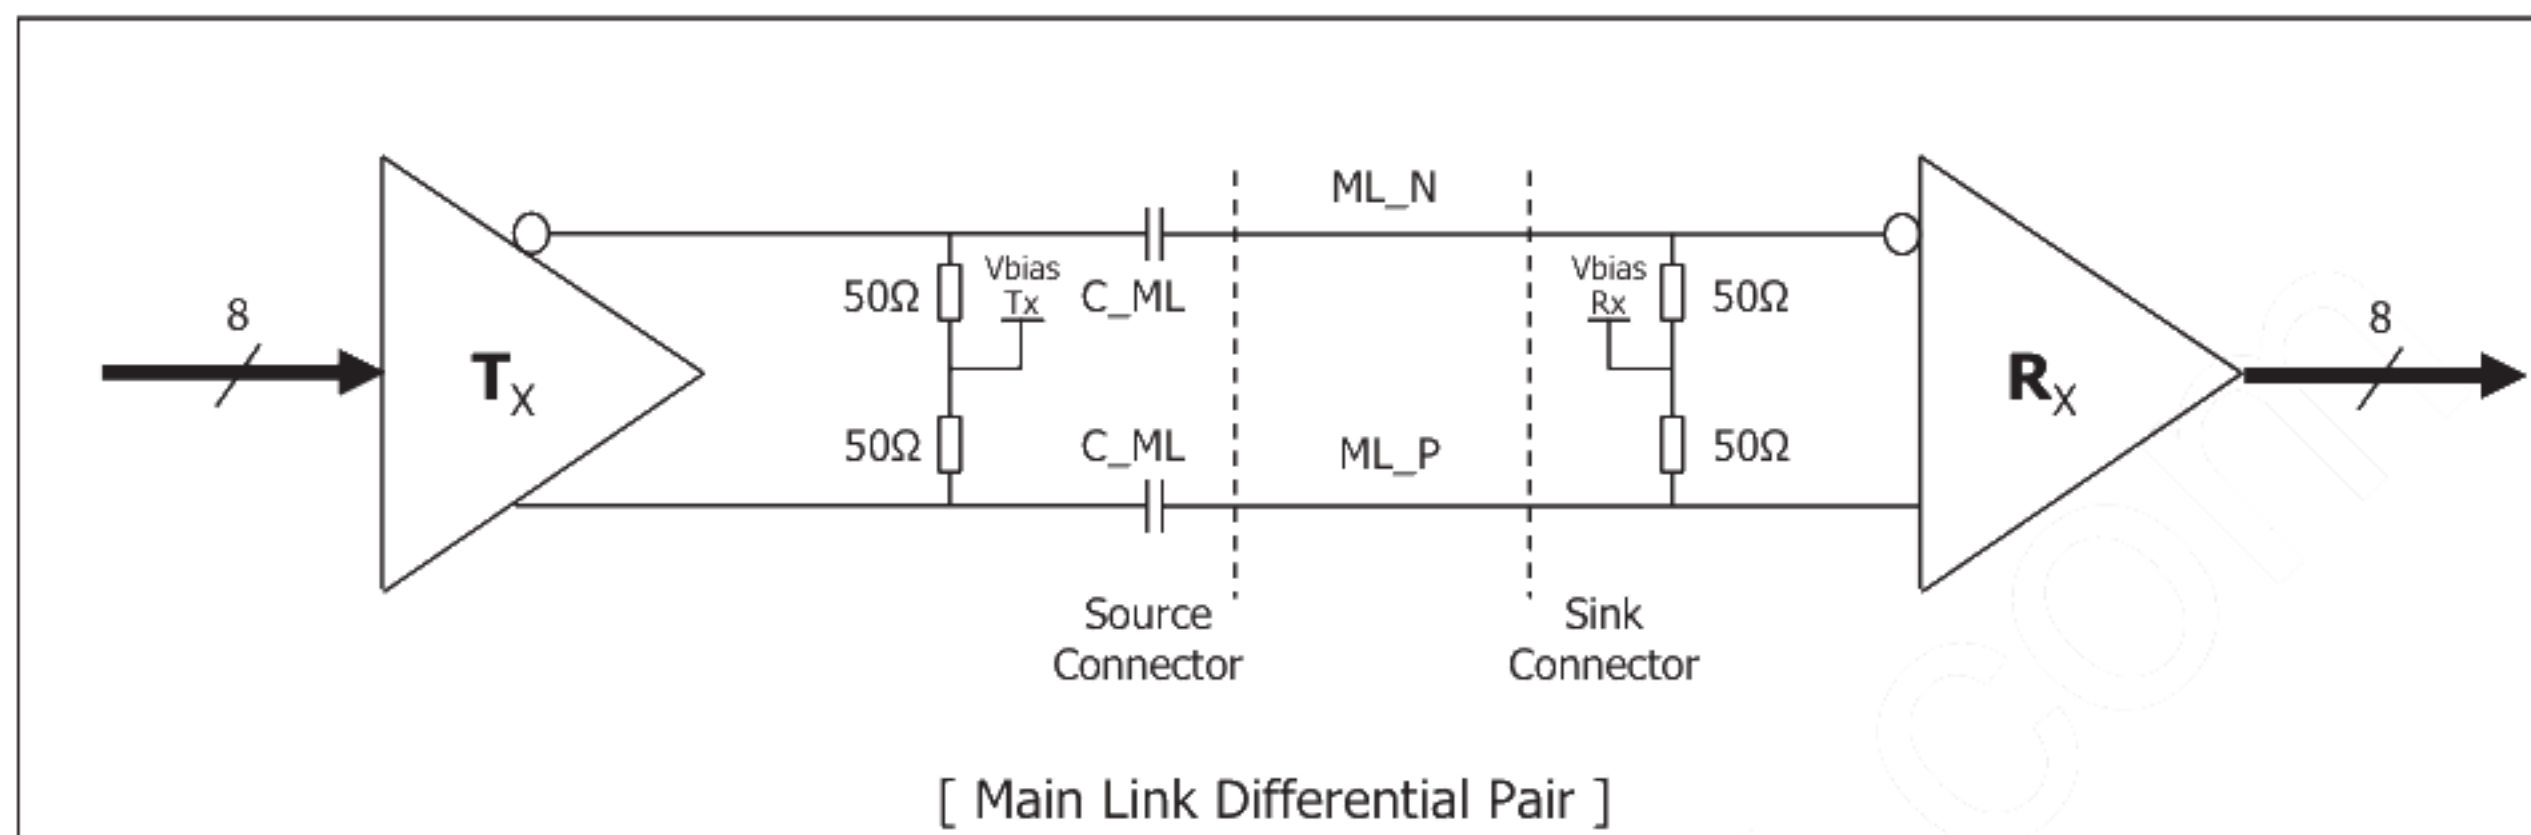 ML_N
8
50Ω
Vbias
Tx
C_ML
Vbias
Rx
50Ω
8
Tx
Rx
50Ω
C_ML
ML_P
50Ω
Source
Connector
Sink
Connector
[ Main Link Differential Pair ]
com